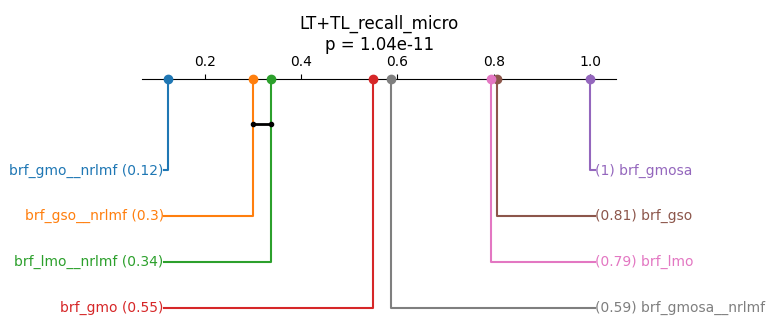 LT+TL_recall_micro
p = 1.04e-11
0.2 0.4 0.6 0.8 1.0
brf_gmo__nrlmf (0.12) (1) brf_gmosa
brf_gso__nrlmf (0.3) (0.81) brf_gso
brf_lmo__nrlmf (0.34) (0.79) brf_lmo
brf_gmo (0.55) (0.59) brf_gmosa__nrlmf